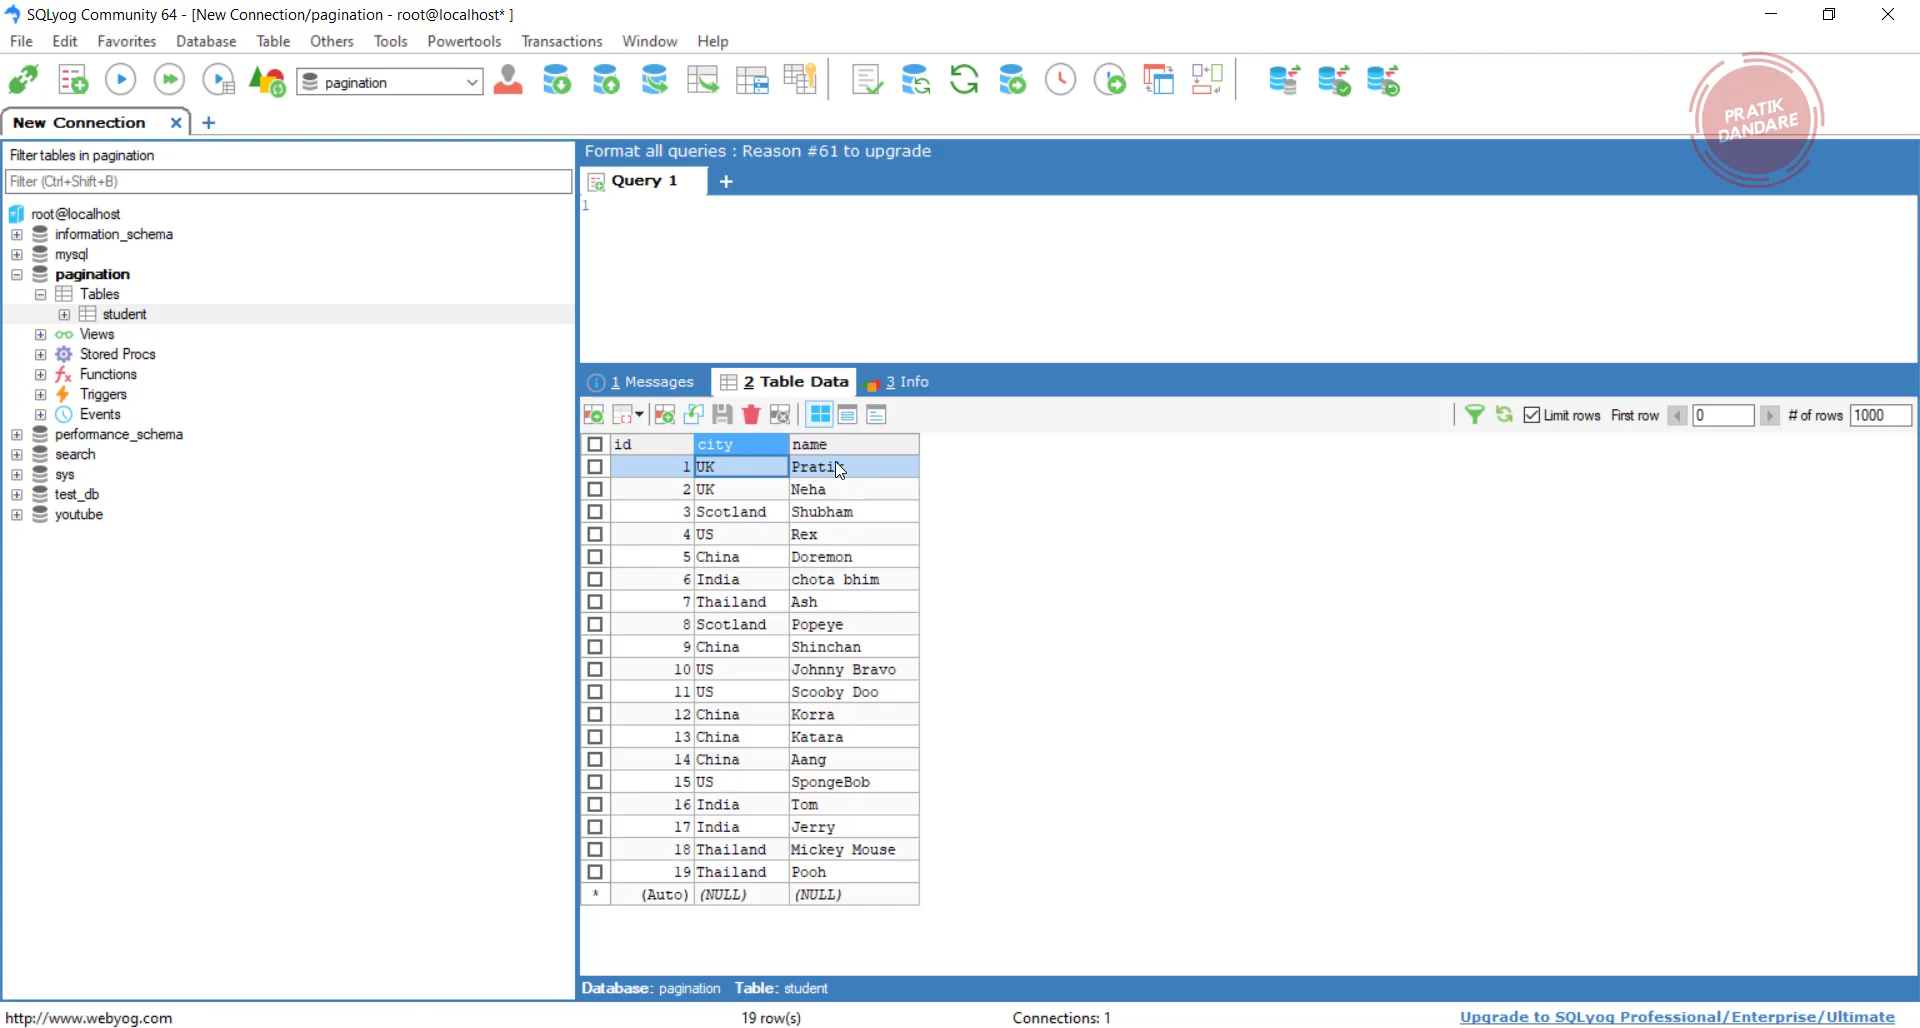 SQLyog Community 64 - [New Connection/pagination - root@localhost* ]
File Edit Favorites Database Table Others Tools Powertools Transactions Window Help
pagination
PRATIK
DANDARE
New Connection
Filter tables in pagination
Filter (Ctrl+Shift+B)
root@localhost
information_schema
mysql
pagination
Tables
student
Views
Stored Procs
Functions
Triggers
Events
performance_schema
search
sys
test_db
youtube
Format all queries : Reason #61 to upgrade
Query 1
1
1 Messages 2 Table Data 3 Info
Limit rows First row 0 # of rows 1000
id city name
1 UK Pratik
2 UK Neha
3 Scotland Shubham
4 US Rex
5 China Doremon
6 India chota bhim
7 Thailand Ash
8 Scotland Popeye
9 China Shinchan
10 US Johnny Bravo
11 US Scooby Doo
12 China Korra
13 China Katara
14 China Aang
15 US SpongeBob
16 India Tom
17 India Jerry
18 Thailand Mickey Mouse
19 Thailand Pooh
* (Auto) (NULL) (NULL)
Database: pagination Table: student
http://www.webyog.com 19 row(s) Connections: 1 Upgrade to SQLyog Professional/Enterprise/Ultimate